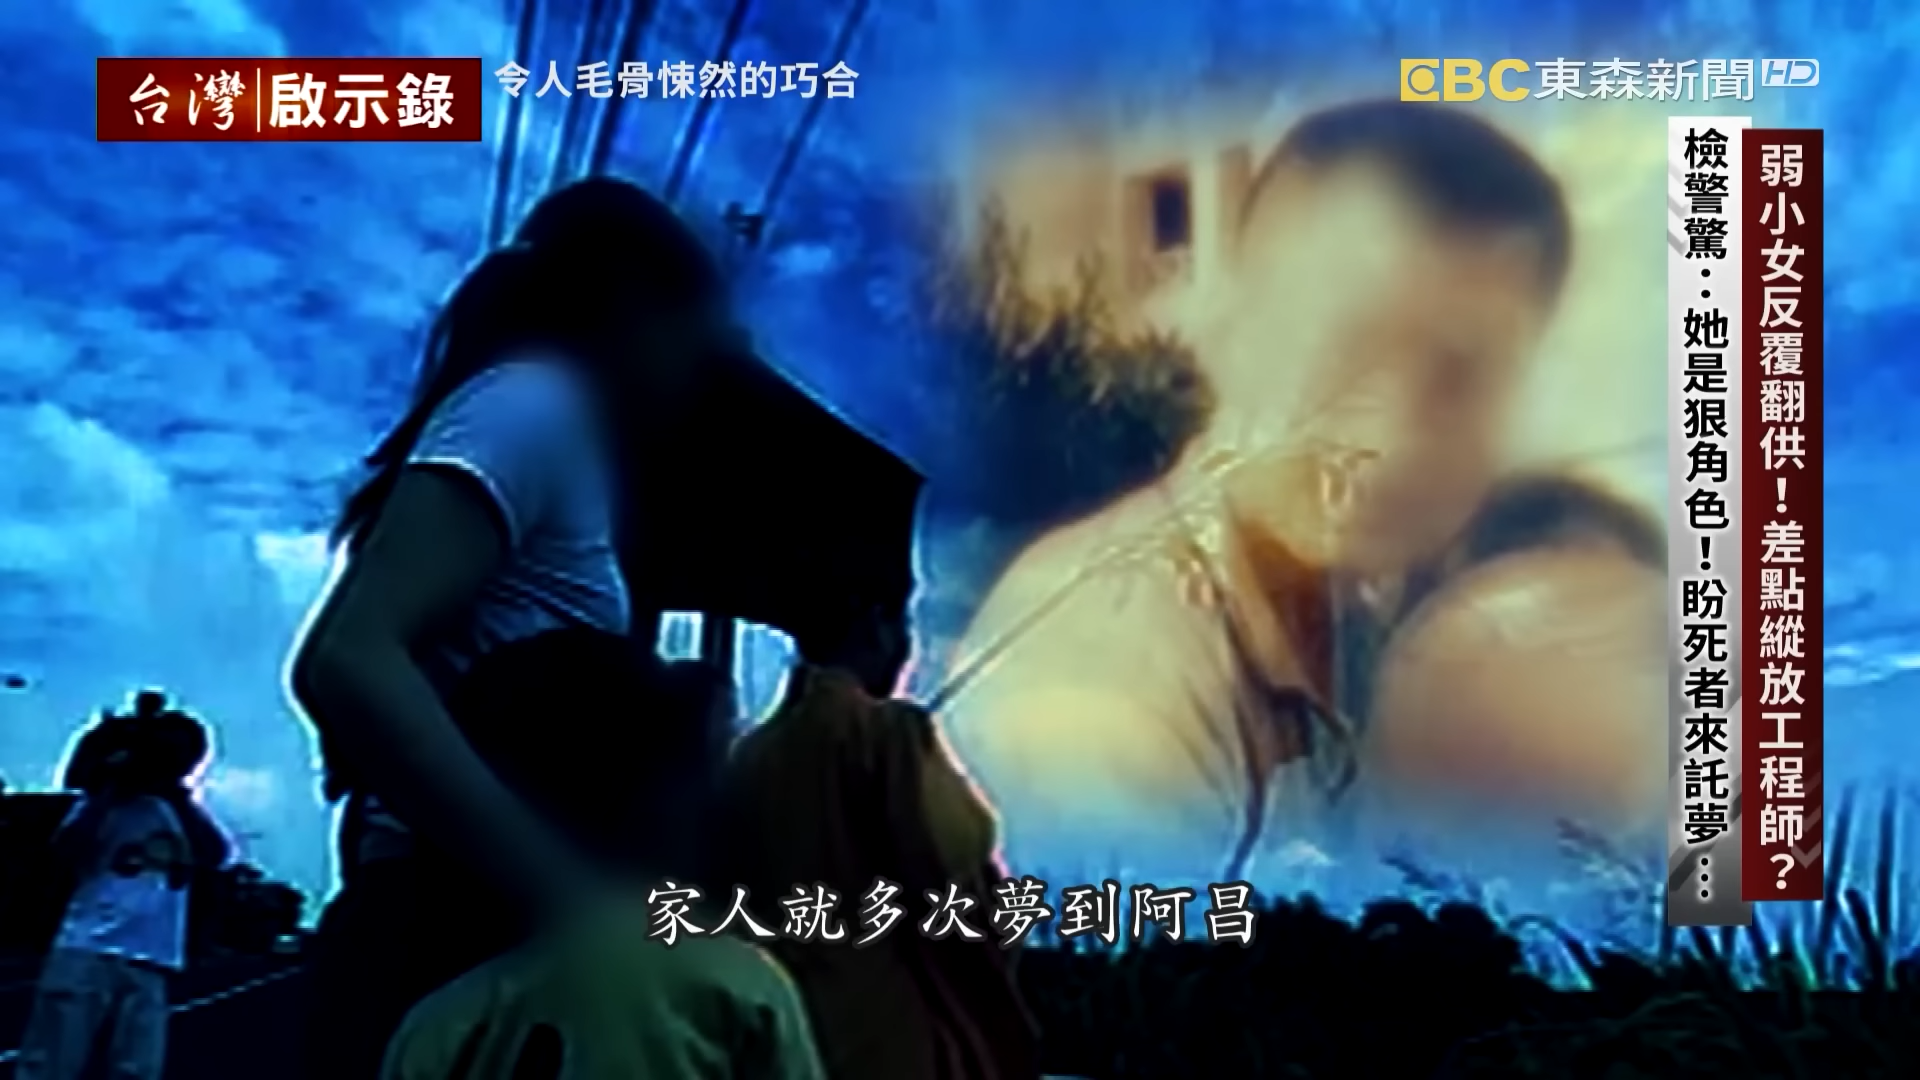 台灣啟示錄
令人毛骨悚然的巧合
EBC東森新聞HD
弱小女反覆翻供！差點縱放工程師？
檢警驚：她是狠角色！盼死者來託夢…
家人就多次夢到阿昌